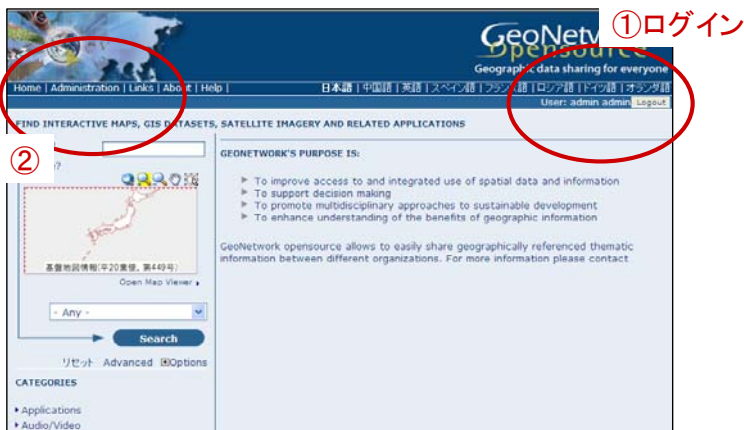 ①ログイン
GeoNetw
opensource
Geographic data sharing for everyone
Home | Administration | Links | About | Help |
日本語 | 中国語 | 英語 | スペイン語 | フランス語 | ロシア語 | ドイツ語 | オランダ語
User: admin admin Logout
FIND INTERACTIVE MAPS, GIS DATASETS, SATELLITE IMAGERY AND RELATED APPLICATIONS
②
?
基盤地図情報(平20業使、第449号)
Open Map Viewer
- Any -
Search
リセット Advanced Options
CATEGORIES
Applications
Audio/Video
GEONETWORK'S PURPOSE IS:
To improve access to and integrated use of spatial data and information
To support decision making
To promote multidisciplinary approaches to sustainable development
To enhance understanding of the benefits of geographic information
GeoNetwork opensource allows to easily share geographically referenced thematic
information between different organizations. For more information please contact